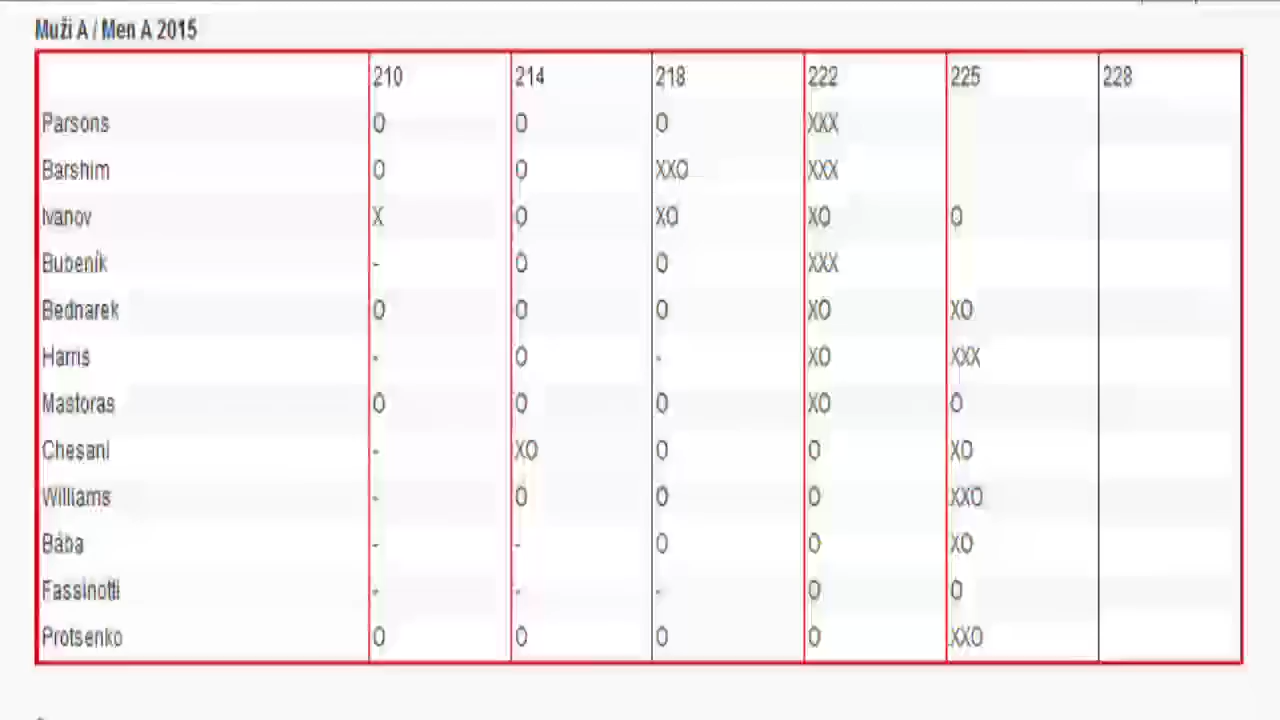 Muži A / Men A 2015
210 214 218 222 225 228
Parsons O O O XXX
Barshim O O XXO XXX
Ivanov X O XO XO O
Bubeník - O O XXX
Bednarek O O O XO XO
Harris - O - XO XXX
Mastoras O O O XO O
Chesani - XO O O XO
Williams - O O O XXO
Bába - - O O XO
Fassinotti - - - O O
Protsenko O O O O XXO